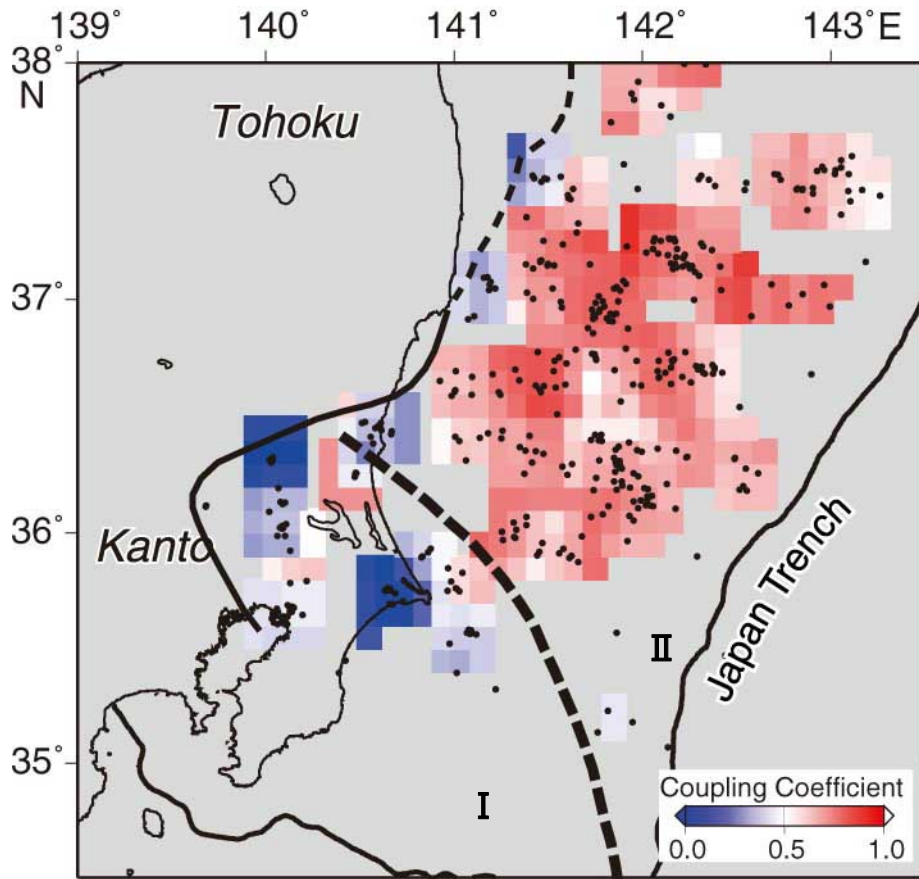 139° 140° 141° 142° 143°E
38°
N
Tohoku
37°
36°
Kanto
Japan Trench
II
35°
I
Coupling Coefficient
0.0 0.5 1.0